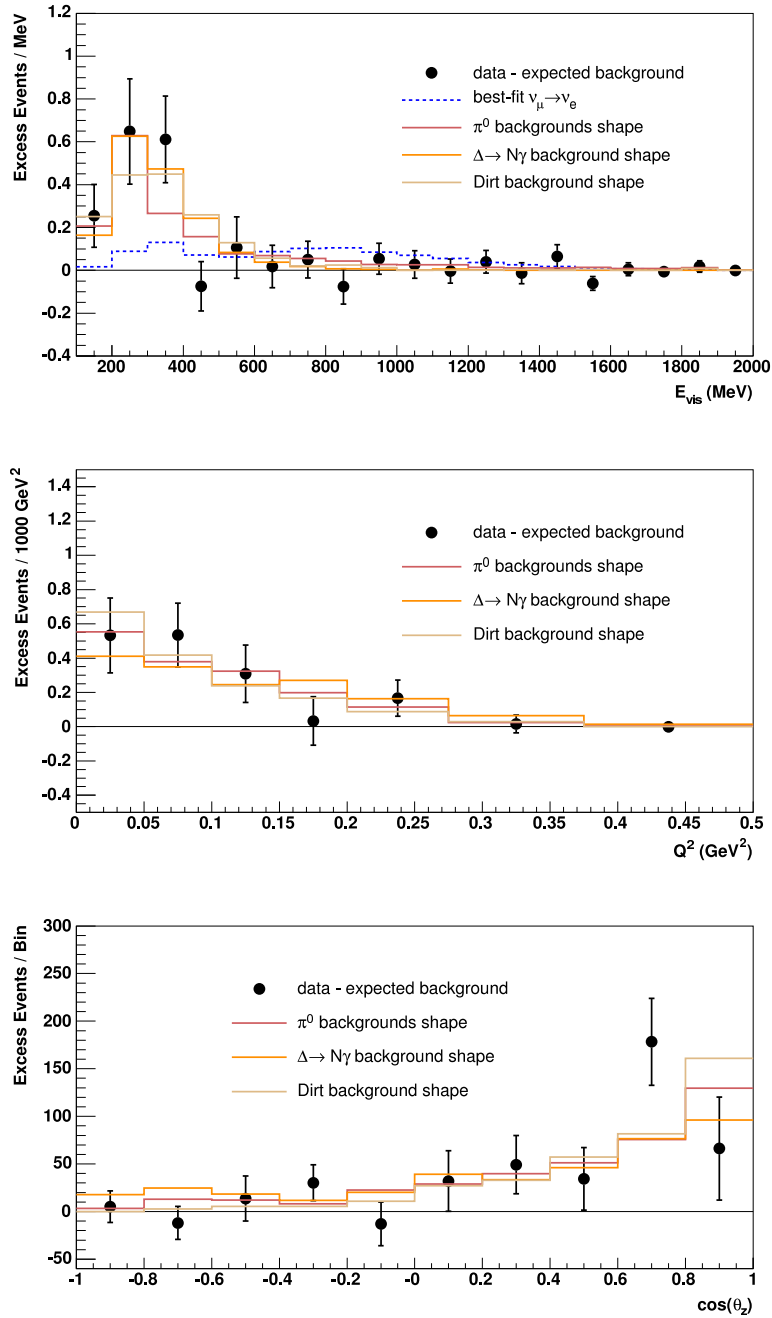 Excess Events / MeV
1.2
1
0.8
0.6
0.4
0.2
0
-0.2
-0.4
data - expected background
best-fit νμ→νe
π⁰ backgrounds shape
Δ→ Nγ background shape
Dirt background shape
200 400 600 800 1000 1200 1400 1600 1800 2000
E_vis (MeV)
Excess Events / 1000 GeV²
1.4
1.2
1
0.8
0.6
0.4
0.2
0
-0.2
-0.4
data - expected background
π⁰ backgrounds shape
Δ→ Nγ background shape
Dirt background shape
0 0.05 0.1 0.15 0.2 0.25 0.3 0.35 0.4 0.45 0.5
Q² (GeV²)
Excess Events / Bin
300
250
200
150
100
50
0
-50
data - expected background
π⁰ backgrounds shape
Δ→ Nγ background shape
Dirt background shape
-1 -0.8 -0.6 -0.4 -0.2 -0 0.2 0.4 0.6 0.8 1
cos(θz)